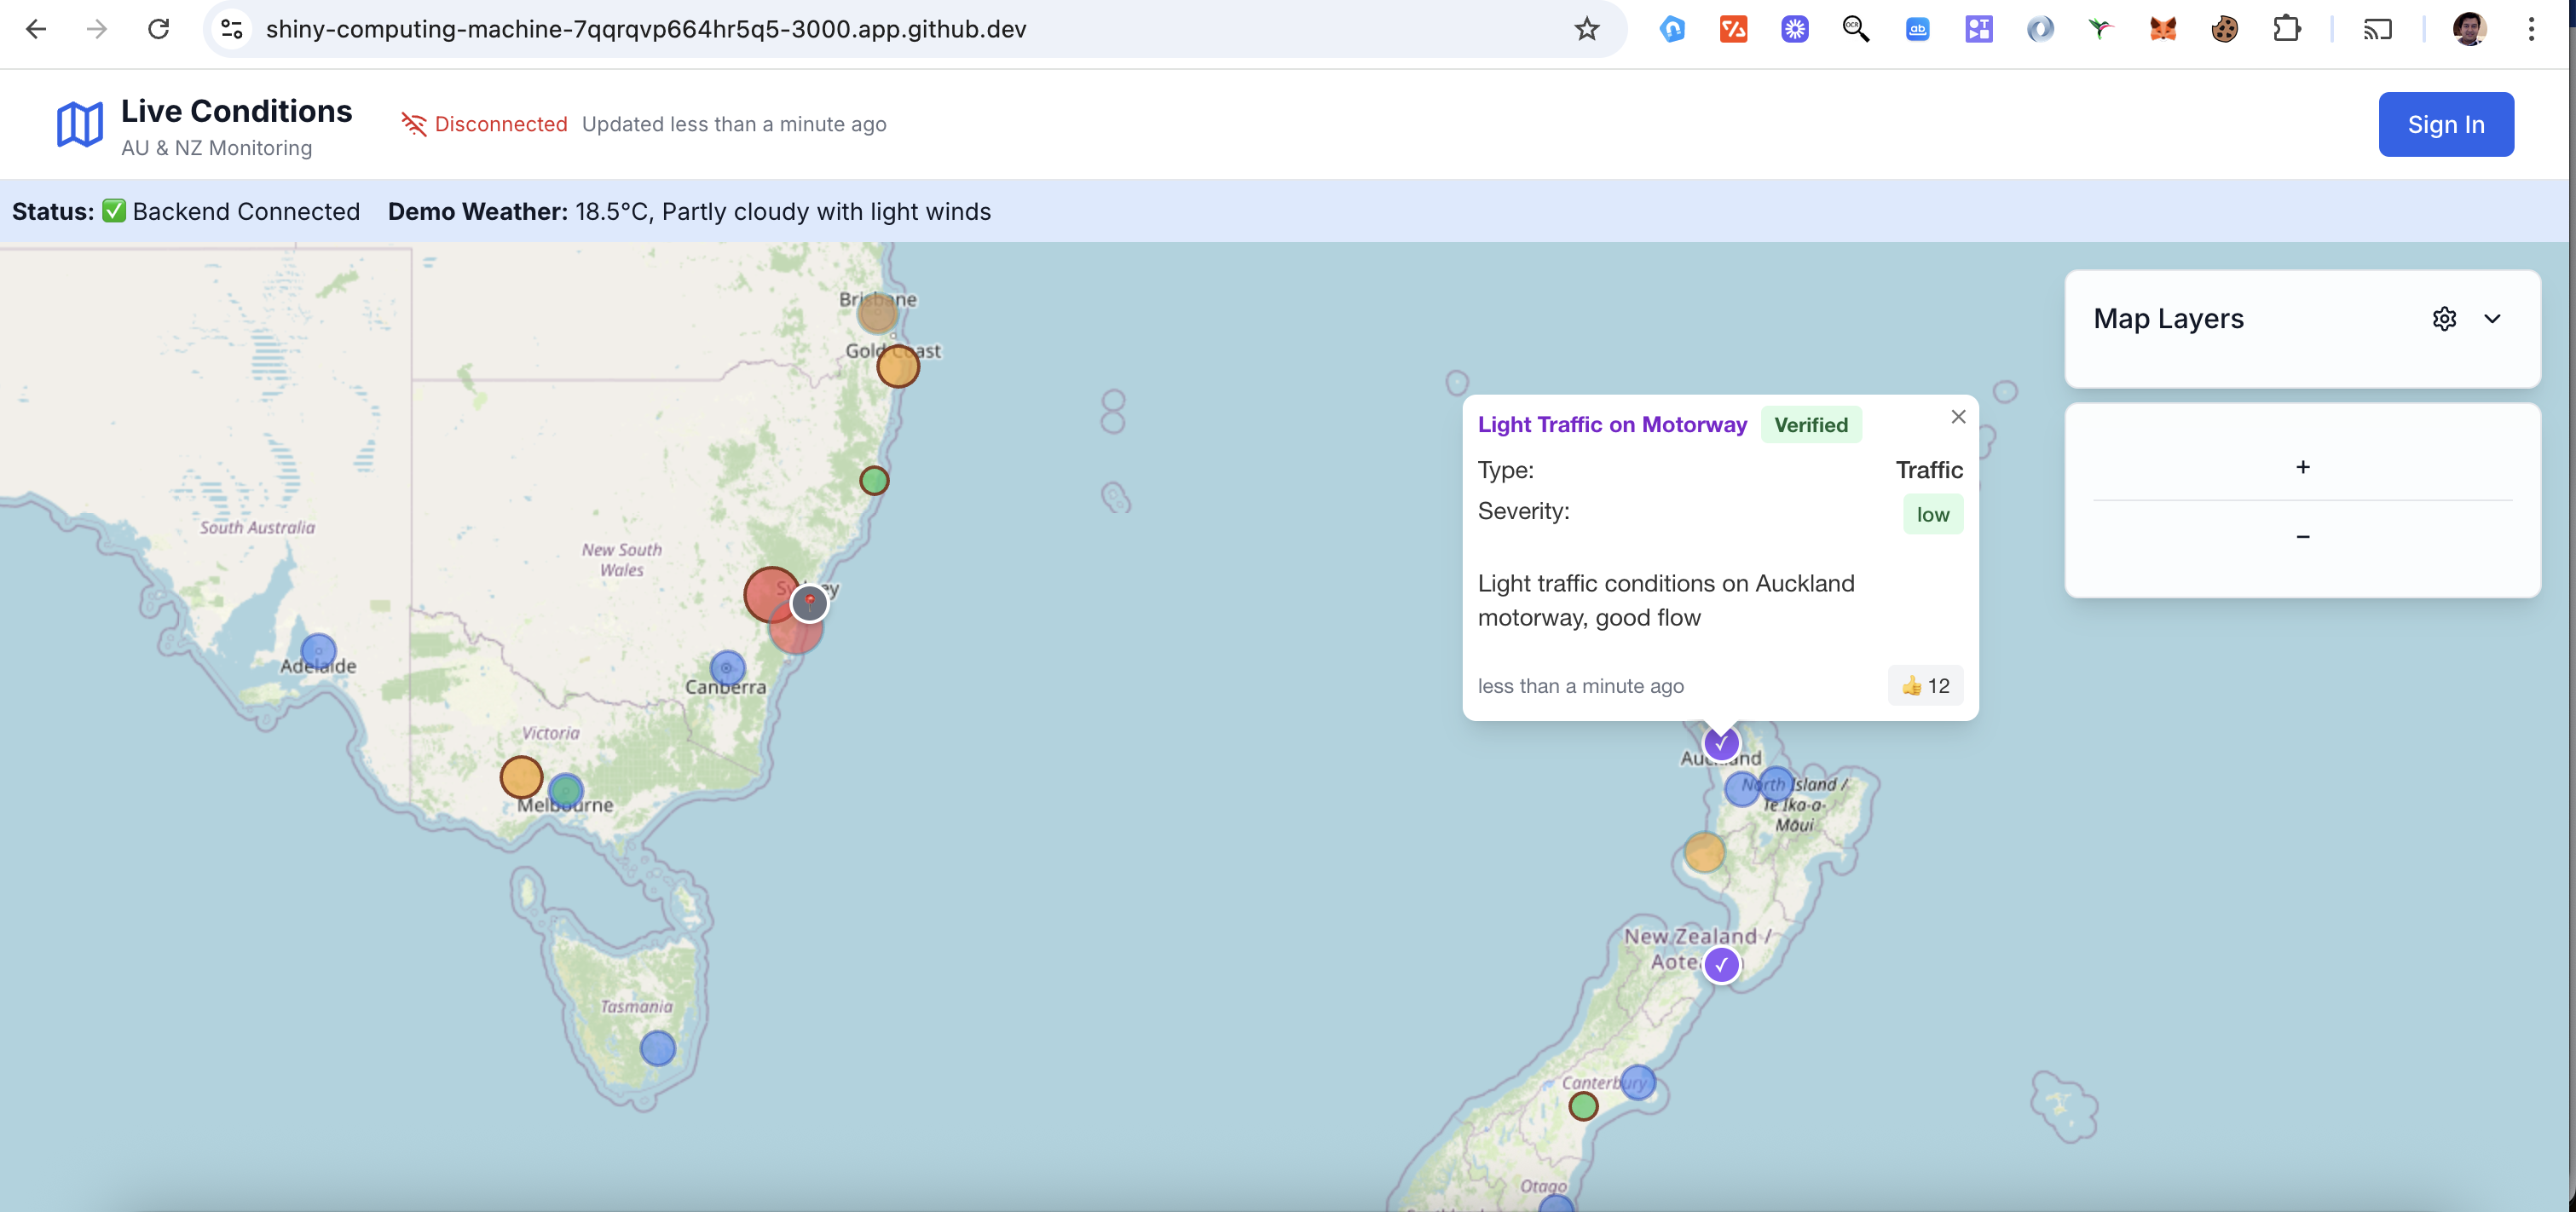 shiny-computing-machine-7qqrqvp664hr5q5-3000.app.github.dev
Live Conditions
AU & NZ Monitoring
Disconnected Updated less than a minute ago
Sign In
Status: ✅ Backend Connected Demo Weather: 18.5°C, Partly cloudy with light winds
Map Layers
+
−
Brisbane
Gold Coast
South Australia
New South
Wales
Sydney
Adelaide
Canberra
Victoria
Melbourne
Tasmania
Light Traffic on Motorway Verified
Type: Traffic
Severity: low
Light traffic conditions on Auckland
motorway, good flow
less than a minute ago 👍 12
Auckland
North Island /
Te Ika-a-
Māui
New Zealand /
Canterbury
Otago